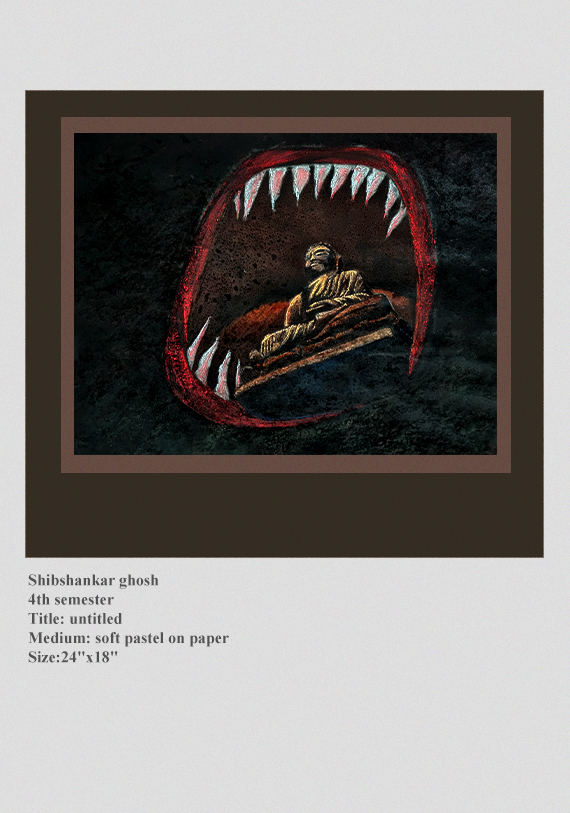 Shibshankar ghosh
4th semester
Title: untitled
Medium: soft pastel on paper
Size:24"x18"